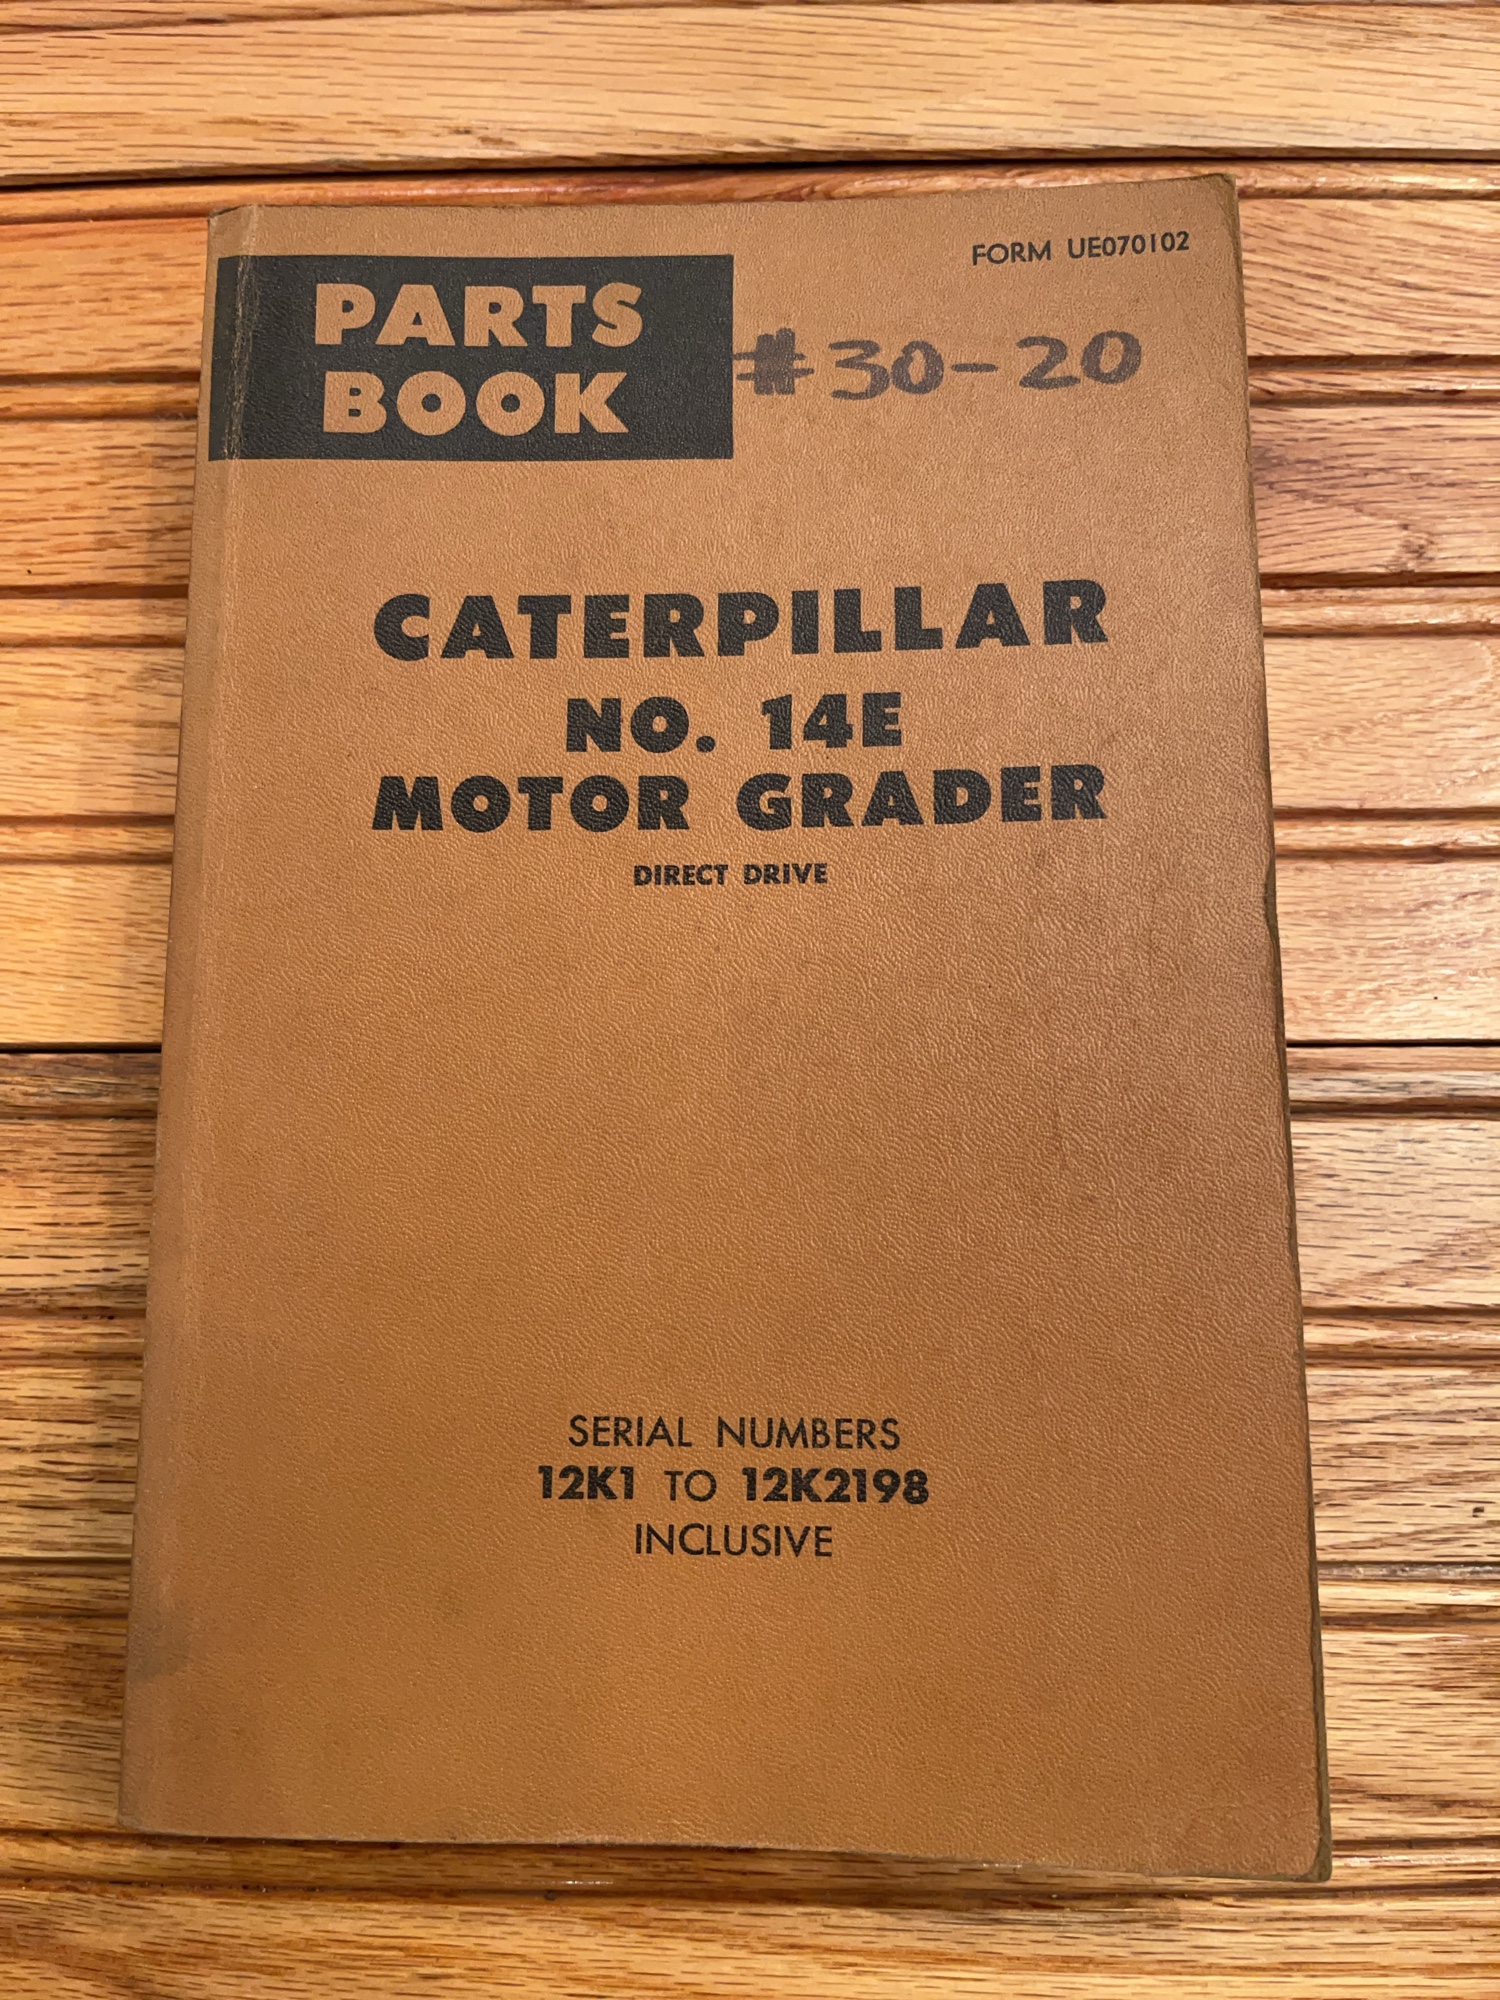 FORM UE070102
PARTS
BOOK
#30-20
CATERPILLAR
NO. 14E
MOTOR GRADER
DIRECT DRIVE
SERIAL NUMBERS
12K1 TO 12K2198
INCLUSIVE